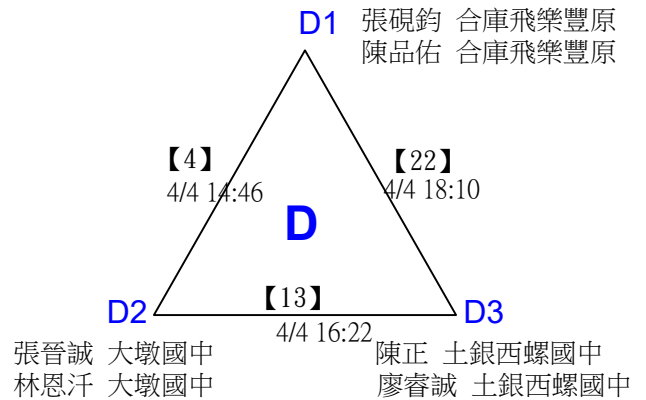 D1
張硯鈞 合庫飛樂豐原
陳品佑 合庫飛樂豐原
【4】
4/4 14:46
【22】
4/4 18:10
D
【13】
4/4 16:22
D2
張晉誠 大墩國中
林恩汘 大墩國中
D3
陳正 土銀西螺國中
廖睿誠 土銀西螺國中